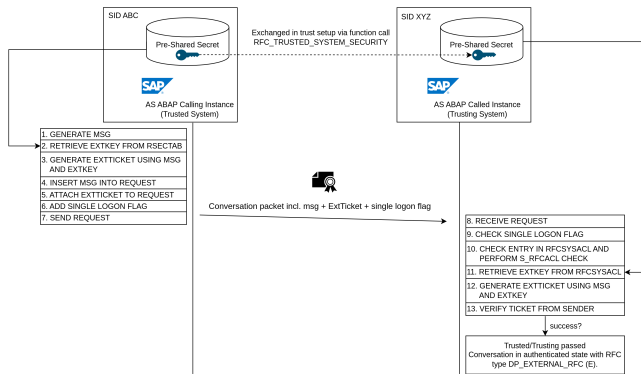 SID ABC
Pre-Shared Secret
SAP
AS ABAP Calling Instance
(Trusted System)
Exchanged in trust setup via function call
RFC_TRUSTED_SYSTEM_SECURITY
SID XYZ
Pre-Shared Secret
SAP
AS ABAP Called Instance
(Trusting System)
1. GENERATE MSG
2. RETRIEVE EXTKEY FROM RSECTAB
3. GENERATE EXTTICKET USING MSG
AND EXTKEY
4. INSERT MSG INTO REQUEST
5. ATTACH EXTTICKET TO REQUEST
6. ADD SINGLE LOGON FLAG
7. SEND REQUEST
Conversation packet incl. msg + ExtTicket + single logon flag
8. RECEIVE REQUEST
9. CHECK SINGLE LOGON FLAG
10. CHECK ENTRY IN RFCSYSACL AND
PERFORM S_RFCACL CHECK
11. RETRIEVE EXTKEY FROM RFCSYSACL
12. GENERATE EXTTICKET USING MSG
AND EXTKEY
13. VERIFY TICKET FROM SENDER
success?
Trusted/Trusting passed
Conversation in authenticated state with RFC
type DP_EXTERNAL_RFC (E).